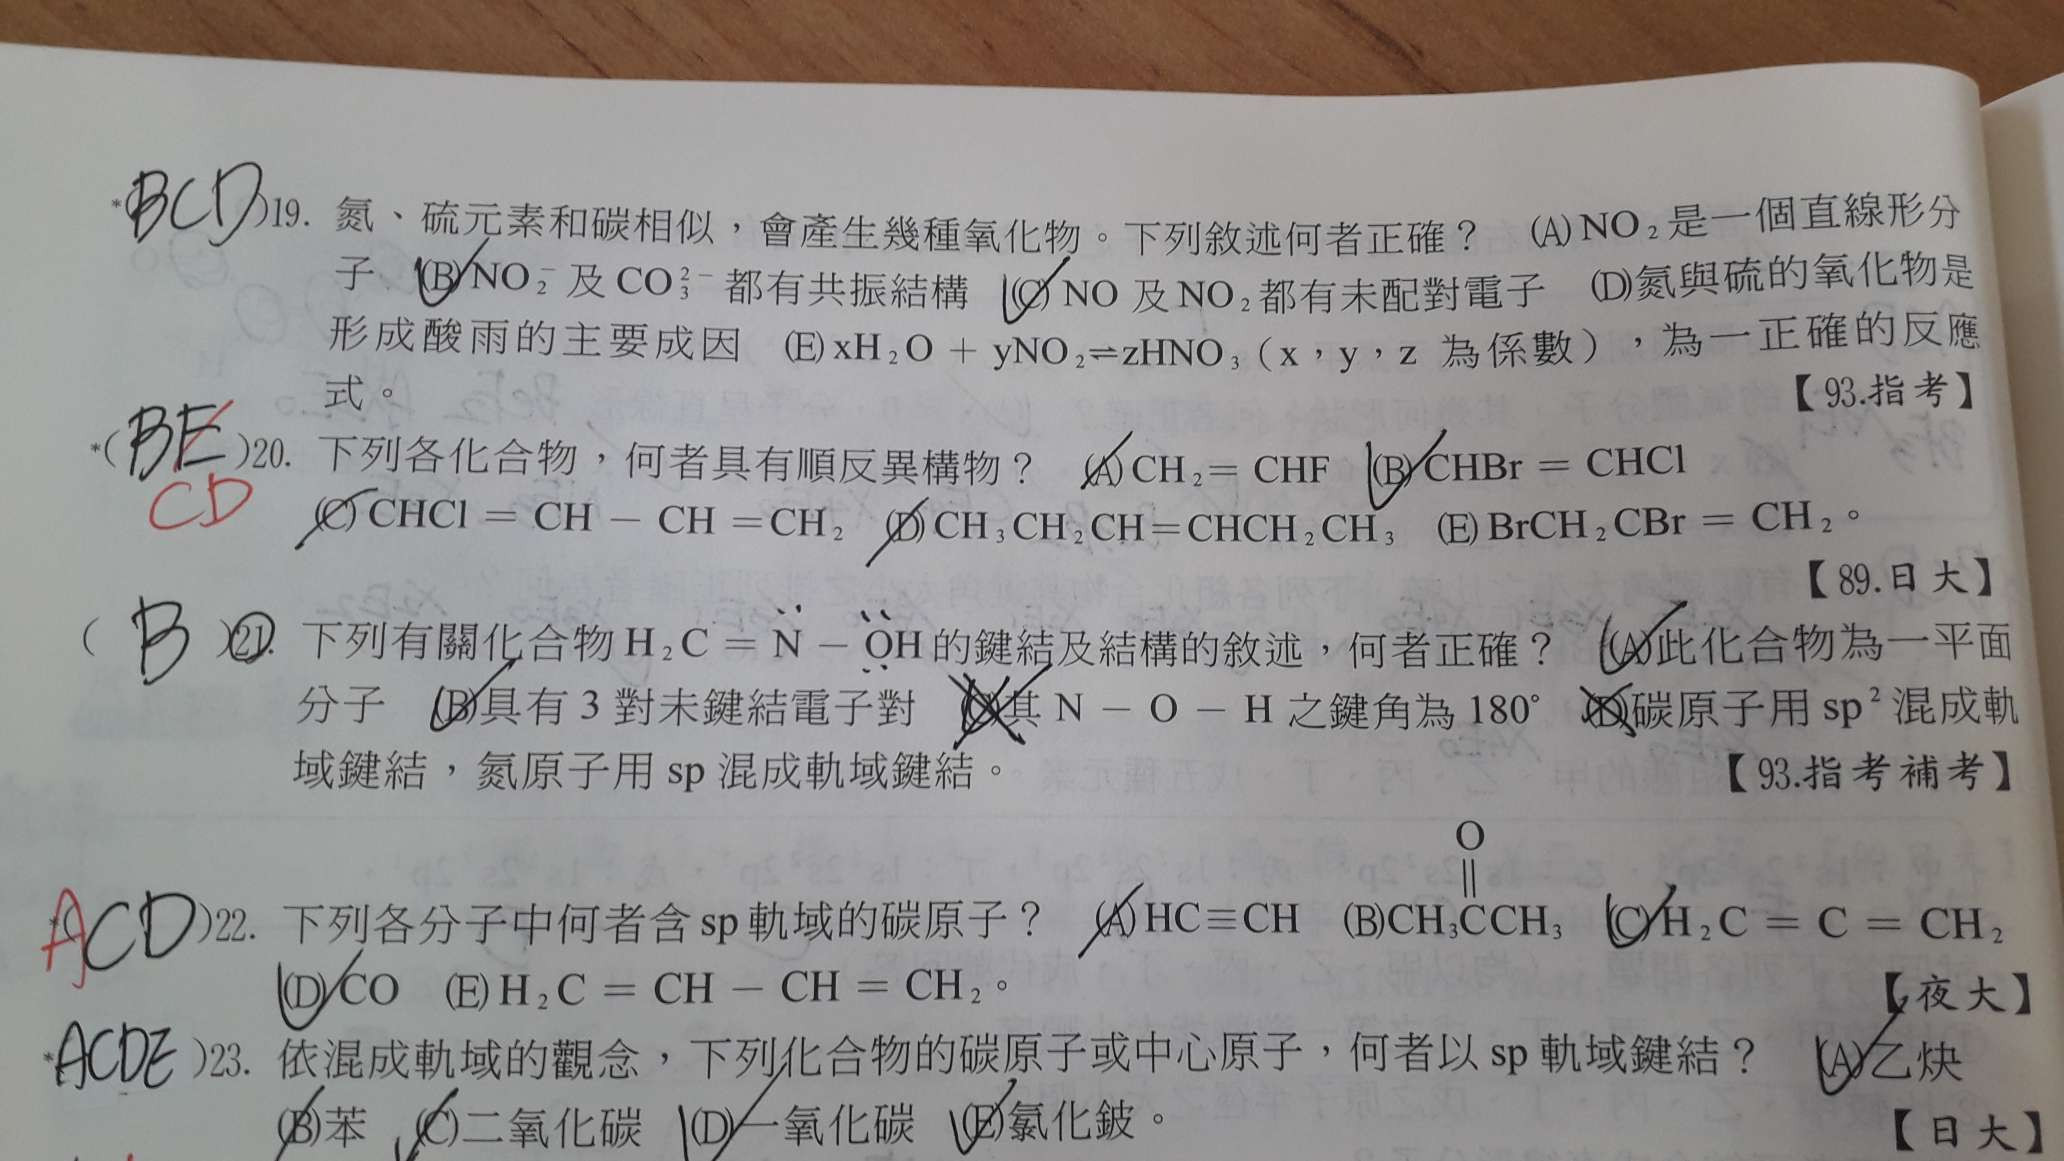 *(BCD)19. 氮、硫元素和碳相似，會產生幾種氧化物。下列敘述何者正確？ (A) NO₂是一個直線形分
子 (B) NO₂⁻ 及 CO₃²⁻ 都有共振結構 (C) NO 及 NO₂ 都有未配對電子 (D)氮與硫的氧化物是
形成酸雨的主要成因 (E) xH₂O + yNO₂⇌zHNO₃（x，y，z 為係數），為一正確的反應
式。 【93.指考】
*(BE)20. 下列各化合物，何者具有順反異構物？ (A) CH₂= CHF (B) CHBr = CHCl
CD
(C) CHCl = CH － CH =CH₂ (D) CH₃CH₂CH=CHCH₂CH₃ (E) BrCH₂CBr = CH₂。
【89.日大】
( B )21. 下列有關化合物 H₂C = N － OH 的鍵結及結構的敘述，何者正確？ (A)此化合物為一平面
分子 (B)具有 3 對未鍵結電子對 (C)其 N － O － H 之鍵角為 180° (D)碳原子用 sp² 混成軌
域鍵結，氮原子用 sp 混成軌域鍵結。 【93.指考補考】
O
*(ACD)22. 下列各分子中何者含 sp 軌域的碳原子？ (A) HC≡CH (B)CH₃CCH₃ (C) H₂C = C = CH₂
(D) CO (E) H₂C = CH － CH = CH₂。 【夜大】
*(ACDE)23. 依混成軌域的觀念，下列化合物的碳原子或中心原子，何者以 sp 軌域鍵結？ (A)乙炔
(B)苯 (C)二氧化碳 (D)一氧化碳 (E)氯化鈹。 【日大】